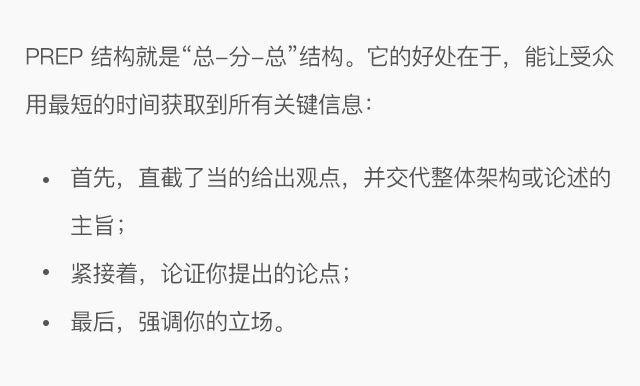 PREP 结构就是“总–分–总”结构。它的好处在于，能让受众
用最短的时间获取到所有关键信息：
• 首先，直截了当的给出观点，并交代整体架构或论述的
主旨；
• 紧接着，论证你提出的论点；
• 最后，强调你的立场。